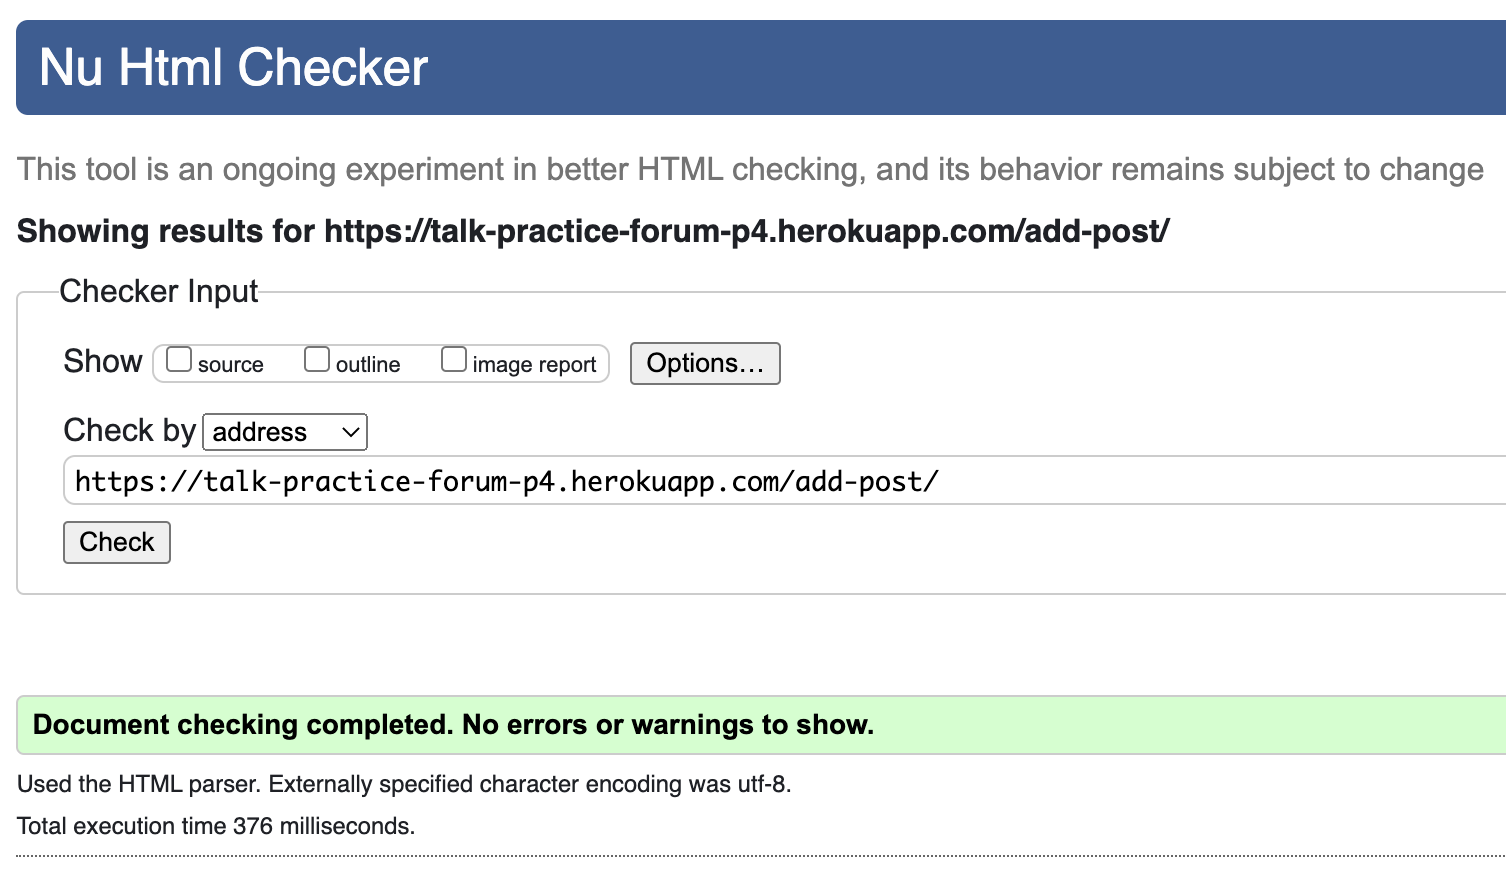 Nu Html Checker
This tool is an ongoing experiment in better HTML checking, and its behavior remains subject to change
Showing results for https://talk-practice-forum-p4.herokuapp.com/add-post/
Checker Input
Show source outline image report Options...
Check by address
https://talk-practice-forum-p4.herokuapp.com/add-post/
Check
Document checking completed. No errors or warnings to show.
Used the HTML parser. Externally specified character encoding was utf-8.
Total execution time 376 milliseconds.